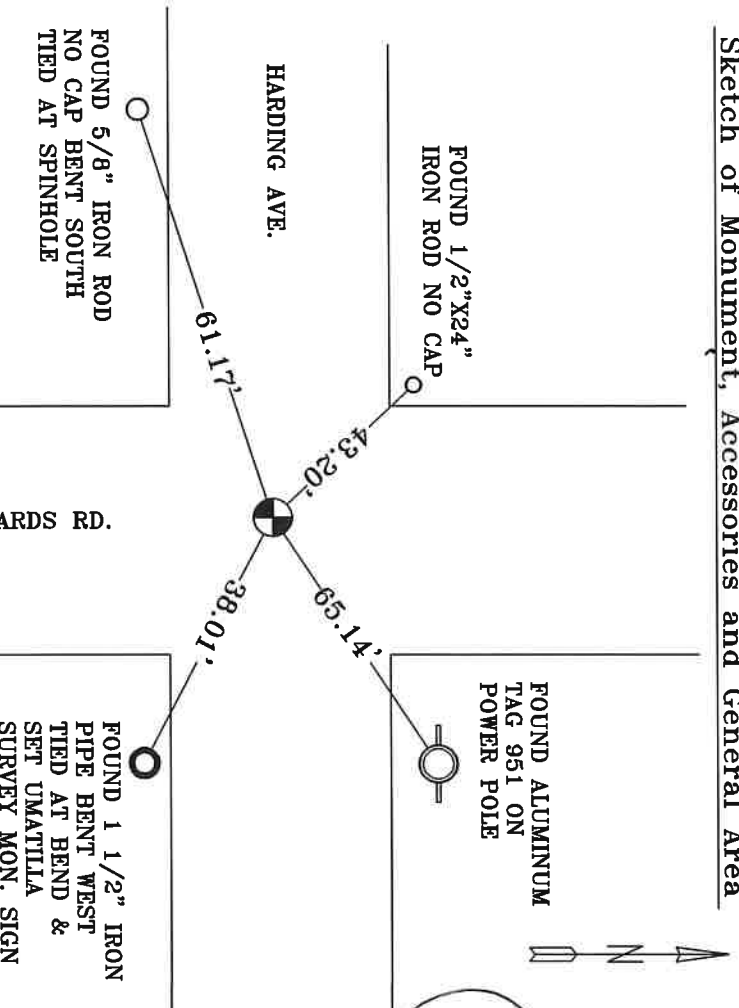 Sketch of Monument, Accessories and General Area
FOUND 1/2"X24"
IRON ROD NO CAP
FOUND ALUMINUM
TAG 951 ON
POWER POLE
N
HARDING AVE.
43.20'
65.14'
61.17'
38.01'
ARDS RD.
FOUND 5/8" IRON ROD
NO CAP BENT SOUTH
TIED AT SPINHOLE
FOUND 1 1/2" IRON
PIPE BENT WEST
TIED AT BEND &
SET UMATILLA
SURVEY MON. SIGN